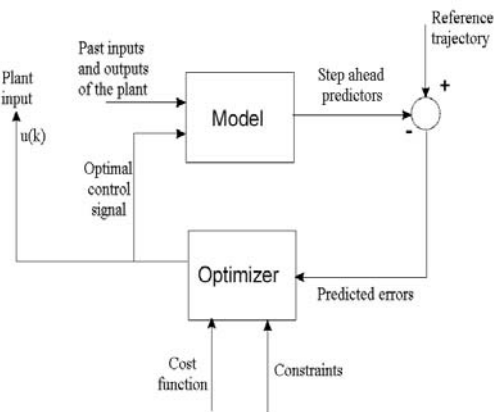 Reference
trajectory
+
-
Past inputs
and outputs
of the plant
Plant
input
u(k)
Model
Step ahead
predictors
Optimal
control
signal
Optimizer
Predicted errors
Cost
function
Constraints